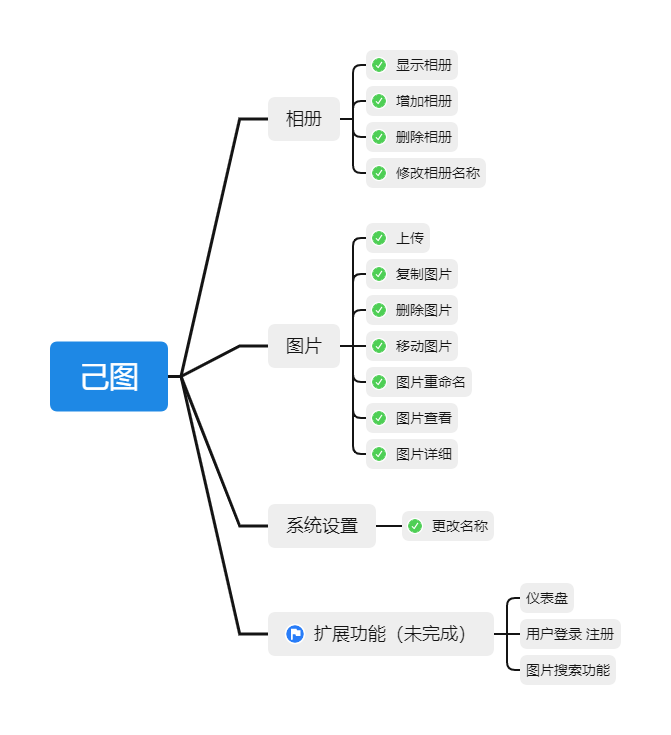 己图
相册
显示相册
增加相册
删除相册
修改相册名称
图片
上传
复制图片
删除图片
移动图片
图片重命名
图片查看
图片详细
系统设置
更改名称
扩展功能（未完成）
仪表盘
用户登录 注册
图片搜索功能